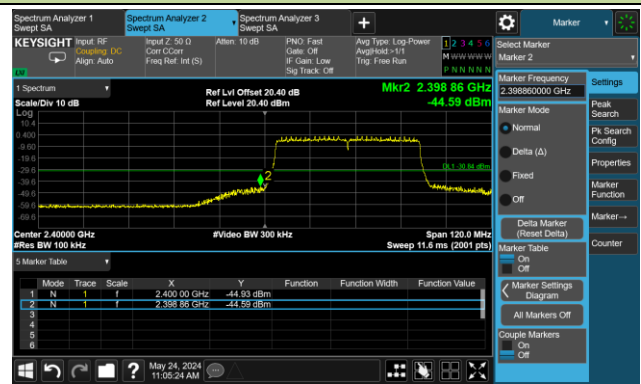 Spectrum Analyzer 1
Swept SA
Spectrum Analyzer 2
Swept SA
Spectrum Analyzer 3
Swept SA
+
Marker
KEYSIGHT
Input: RF
Coupling: DC
Align: Auto
Input Z: 50 Ω
Corr CCorr
Freq Ref: Int (S)
Atten: 10 dB
PNO: Fast
Gate: Off
IF Gain: Low
Sig Track: Off
Avg Type: Log-Power
Avg|Hold:>1/1
Trig: Free Run
1 2 3 4 5 6
M W W W W W
P N N N N N
LVI
Select Marker
Marker 2
1 Spectrum
Scale/Div 10 dB
Log
Ref Lvl Offset 20.40 dB
Ref Level 20.40 dBm
Mkr2 2.398 86 GHz
-44.59 dBm
10.4
0.400
-9.60
-19.6
-29.6
-39.6
-49.6
-59.6
-69.6
DL1 -30.84 dBm
2
Center 2.40000 GHz
#Res BW 100 kHz
#Video BW 300 kHz
Span 120.0 MHz
Sweep 11.6 ms (2001 pts)
5 Marker Table
Mode Trace Scale X Y Function Function Width Function Value
1 N 1 f 2.400 00 GHz -44.93 dBm
2 N 1 f 2.398 86 GHz -44.59 dBm
3
4
5
6
Marker Frequency
2.398860000 GHz
Marker Mode
Normal
Delta (Δ)
Fixed
Off
Delta Marker
(Reset Delta)
Marker Table
On
Off
Marker Settings
Diagram
All Markers Off
Couple Markers
On
Off
Settings
Peak
Search
Pk Search
Config
Properties
Marker
Function
Marker→
Counter
?
May 24, 2024
11:05:24 AM